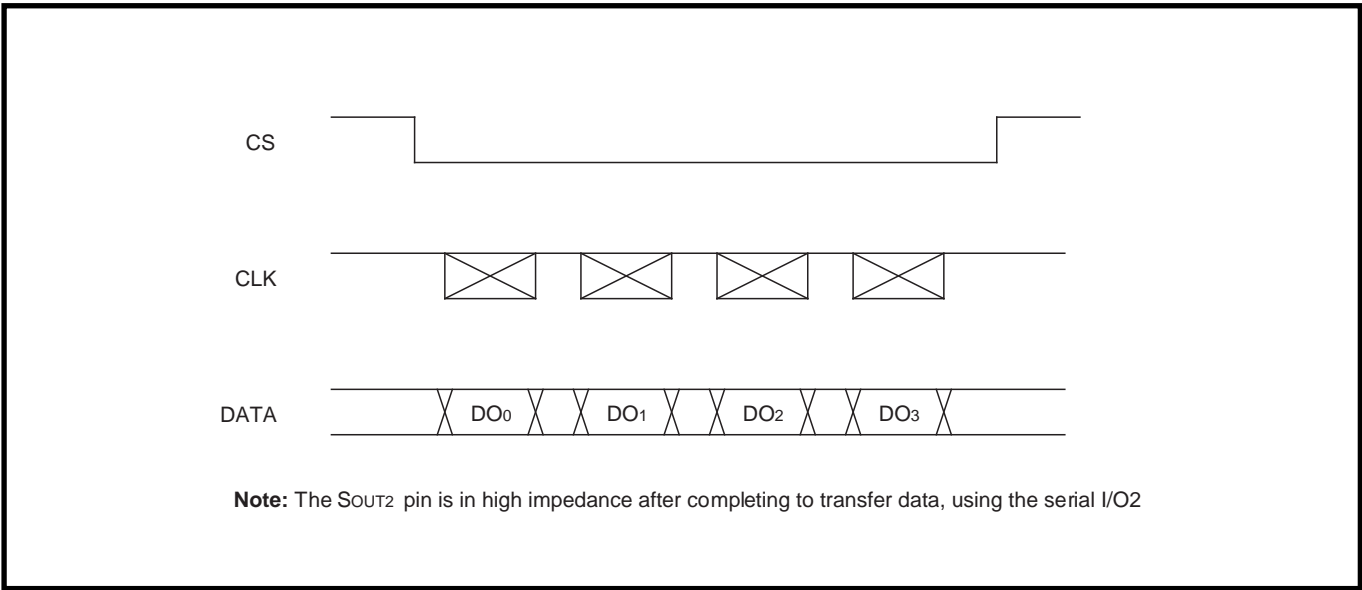 CS
CLK
DATA
DO0 DO1 DO2 DO3
Note: The SOUT2 pin is in high impedance after completing to transfer data, using the serial I/O2